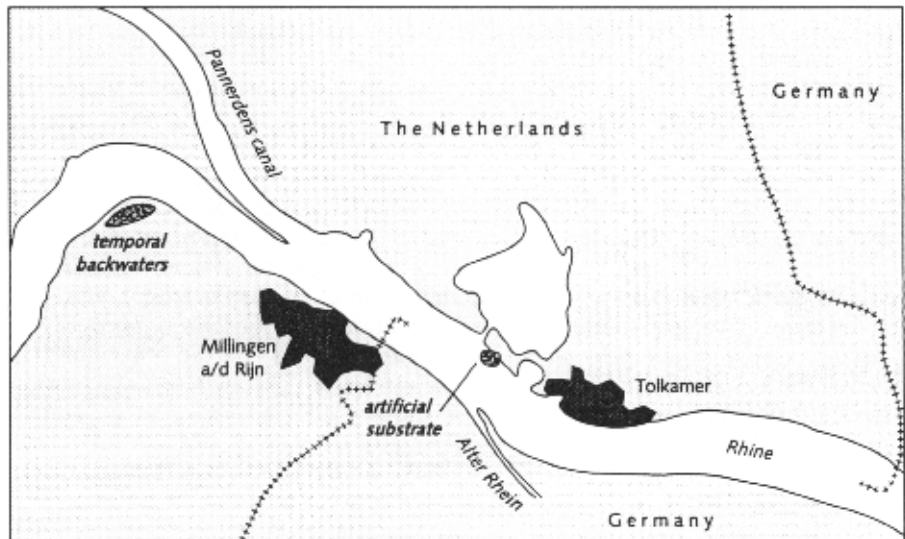 Pannerdens canal
Germany
The Netherlands
temporal
backwaters
Millingen
a/d Rijn
artificial
substrate
Tolkamer
Alter Rhein
Rhine
Germany